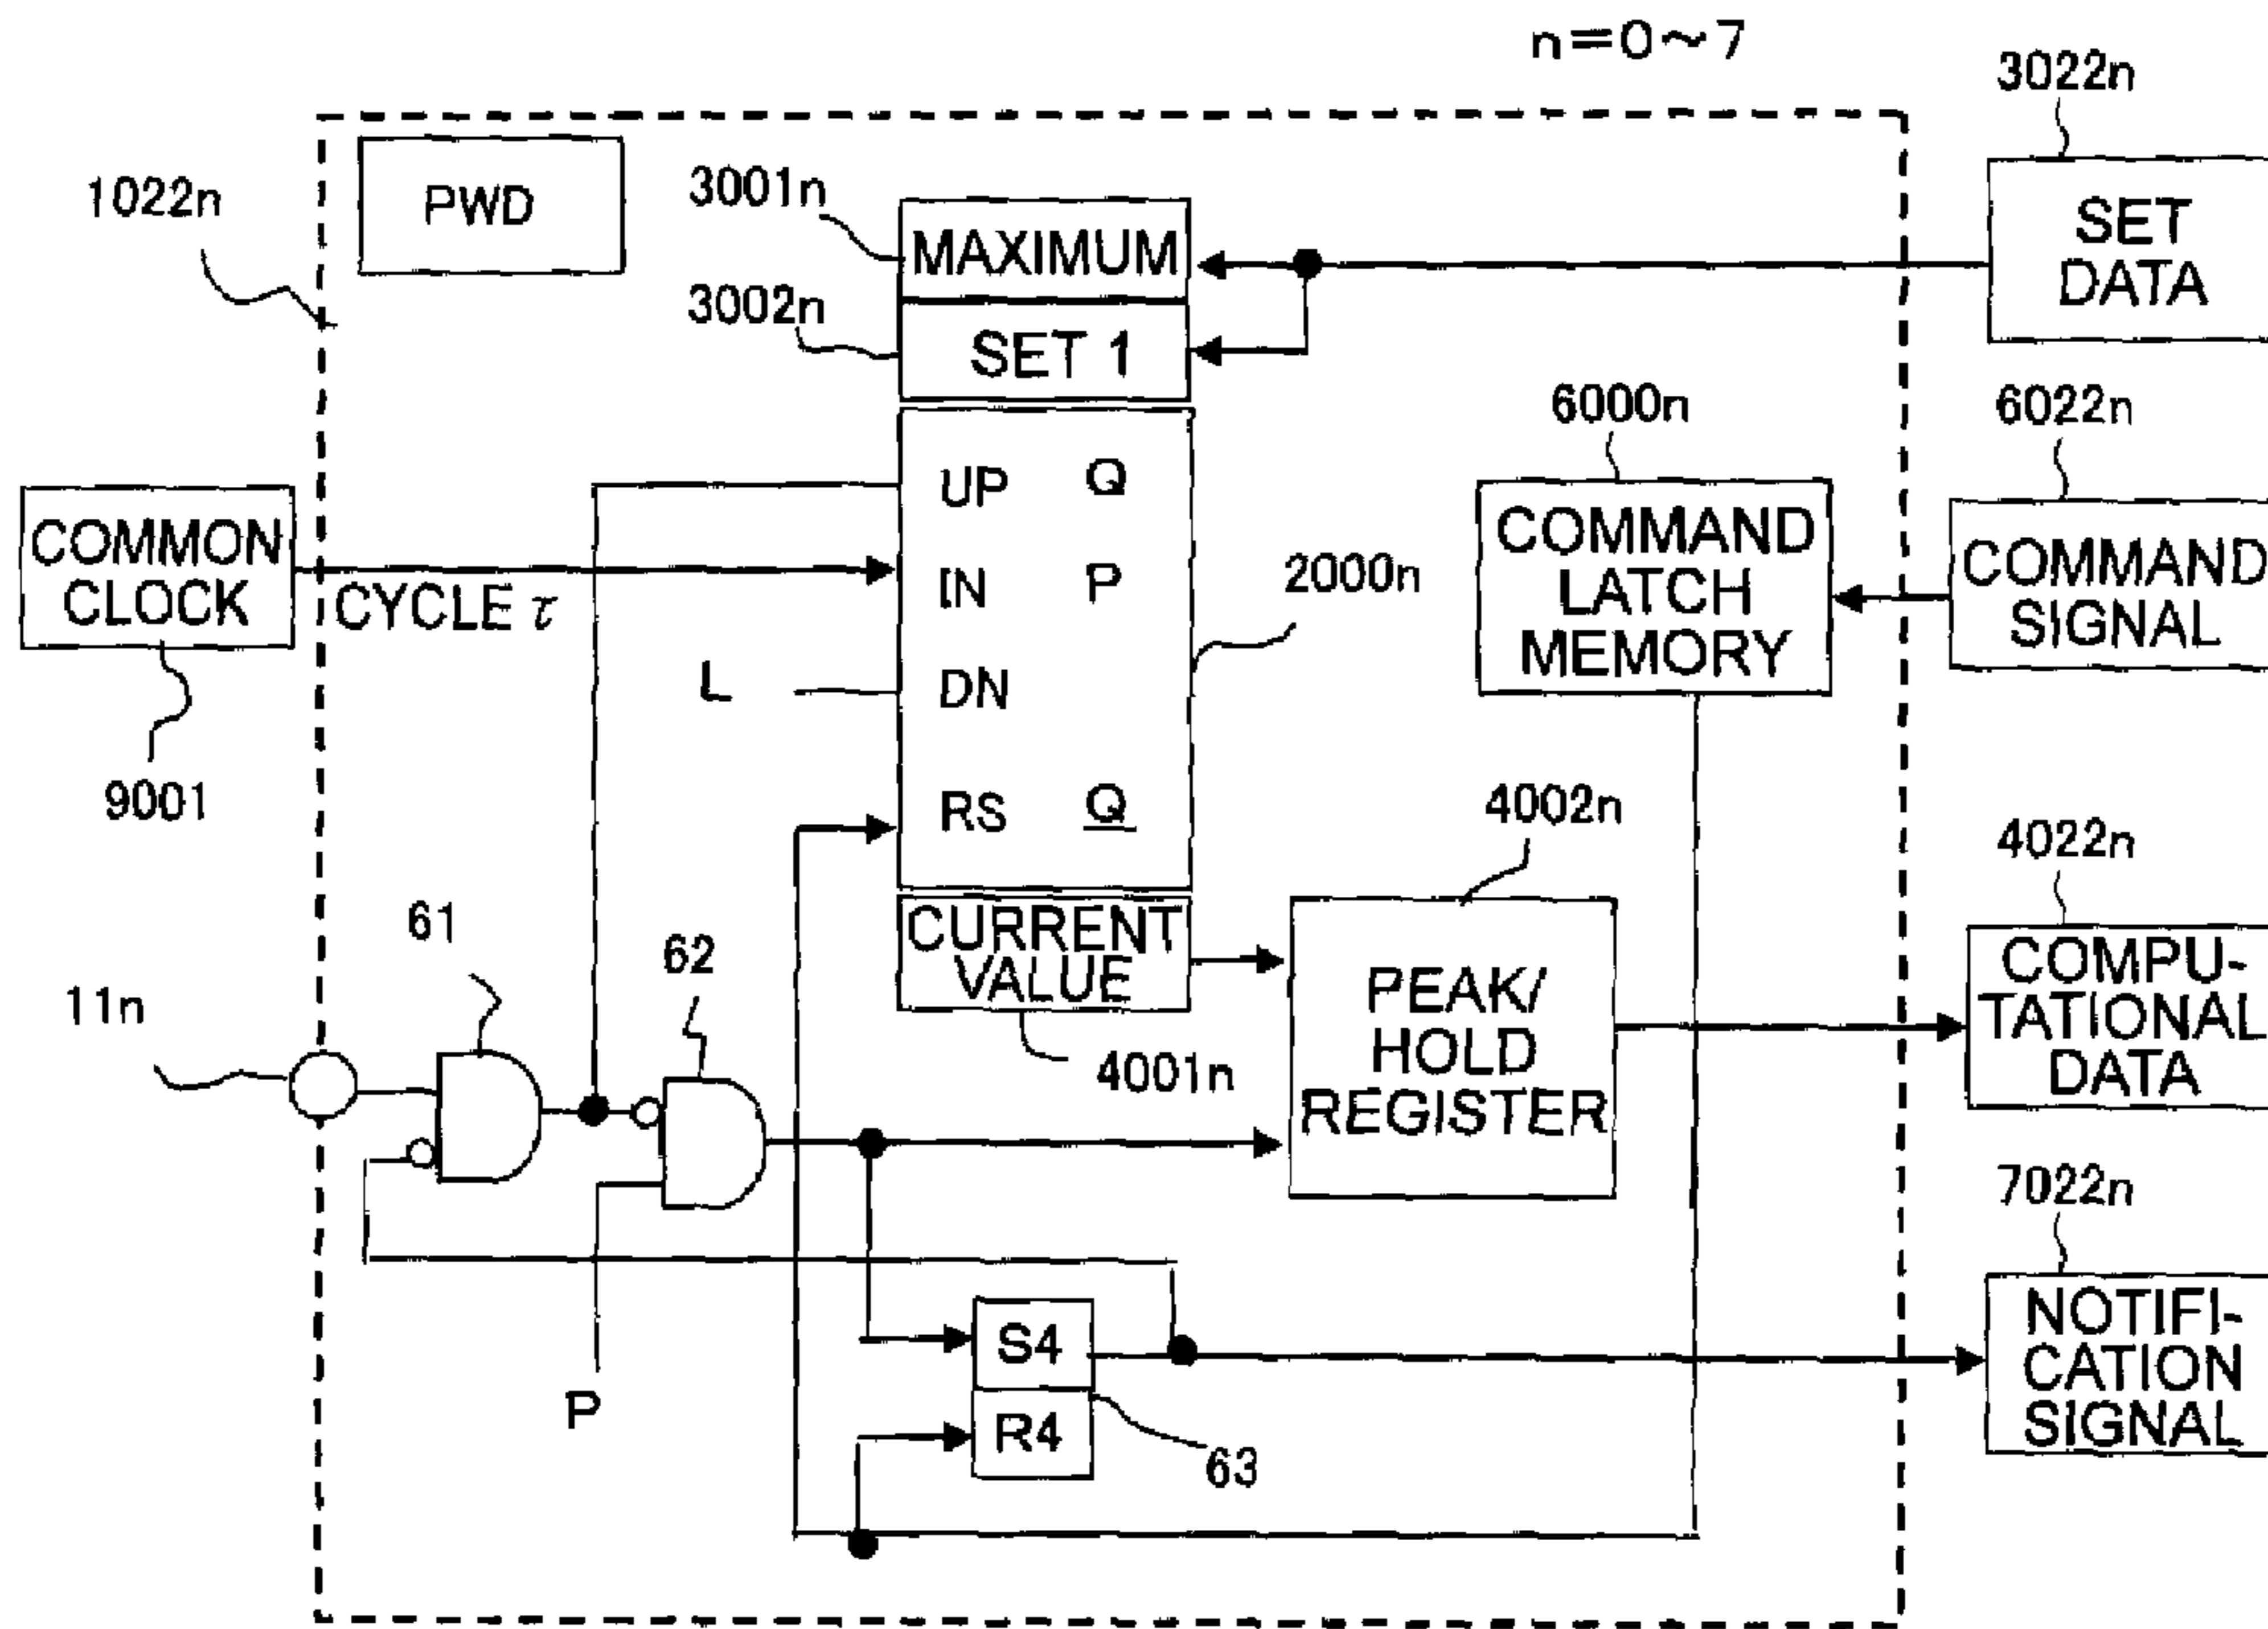 n=0~7
3022n
1022n
PWD
3001n
MAXIMUM
SET
DATA
3002n
SET 1
6000n
6022n
UP
Q
COMMON
CLOCK
CYCLE τ
IN
P
2000n
COMMAND
LATCH
MEMORY
COMMAND
SIGNAL
L
DN
9001
RS
Q
4002n
4022n
61
62
CURRENT
VALUE
PEAK/
HOLD
REGISTER
COMPU-
TATIONAL
DATA
11n
4001n
7022n
P
S4
R4
63
NOTIFI-
CATION
SIGNAL